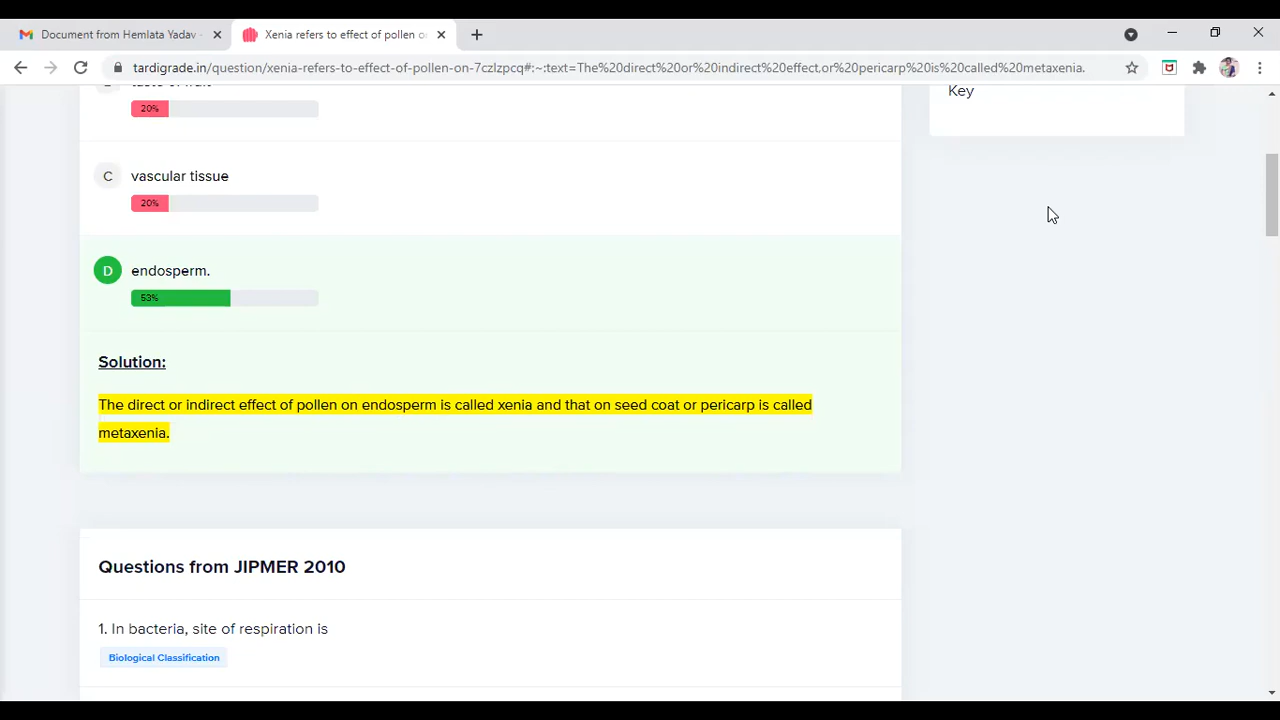 Document from Hemlata Yadav -
Xenia refers to effect of pollen o
tardigrade.in/question/xenia-refers-to-effect-of-pollen-on-7czlzpcq#:~:text=The%20direct%20or%20indirect%20effect,or%20pericarp%20is%20called%20metaxenia.
taste of fruit
Key
20%
C vascular tissue
20%
D endosperm.
53%
Solution:
The direct or indirect effect of pollen on endosperm is called xenia and that on seed coat or pericarp is called
metaxenia.
Questions from JIPMER 2010
1. In bacteria, site of respiration is
Biological Classification